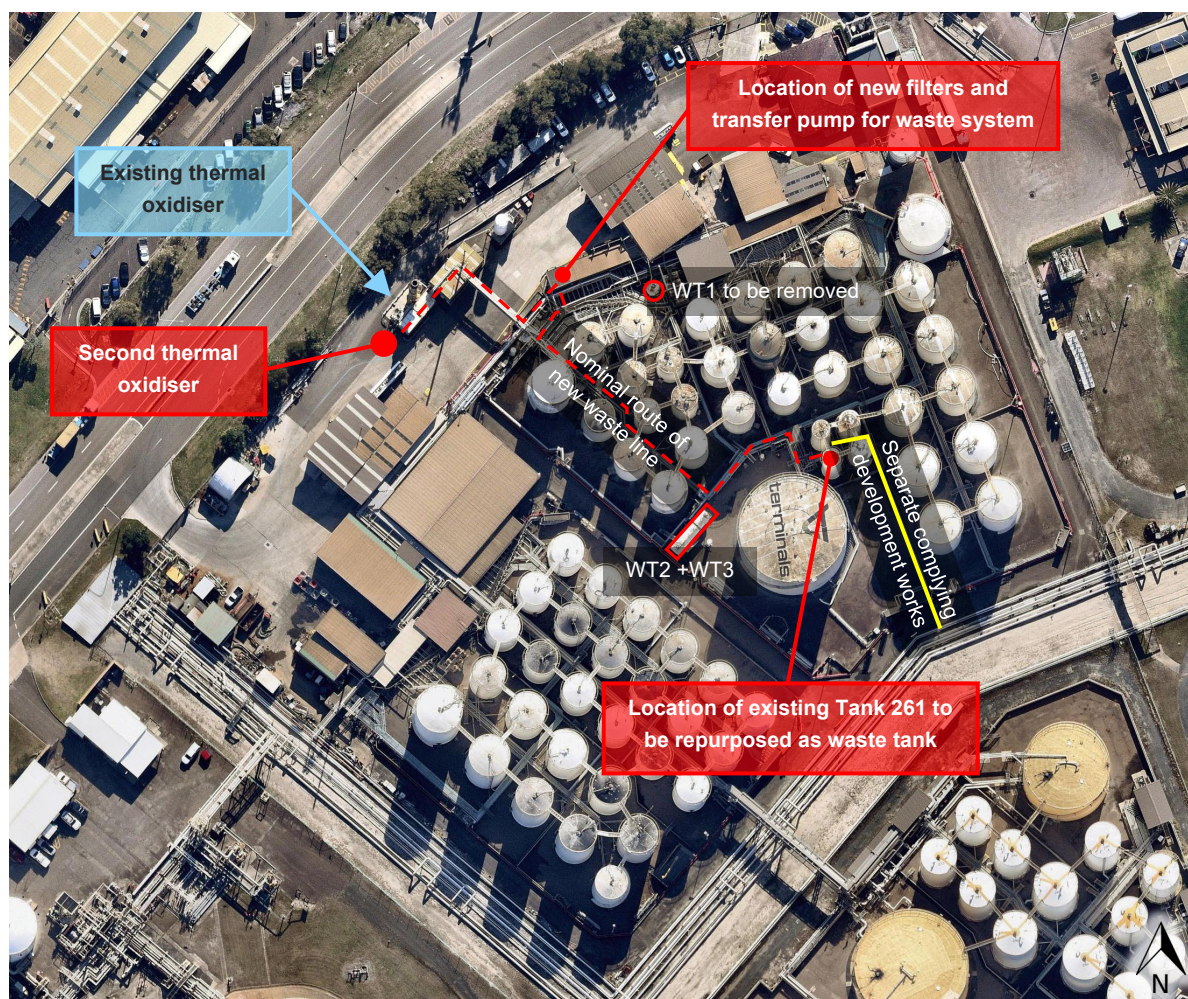 Location of new filters and
transfer pump for waste system
Existing thermal
oxidiser
WT1 to be removed
Second thermal
oxidiser
Nominal route of
new waste line
Separate complying
development works
terminals
WT2 +WT3
Location of existing Tank 261 to
be repurposed as waste tank
N